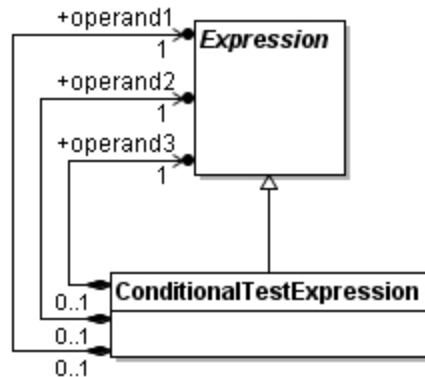 +operand1
1
Expression
+operand2
1
+operand3
1
ConditionalTestExpression
0..1
0..1
0..1